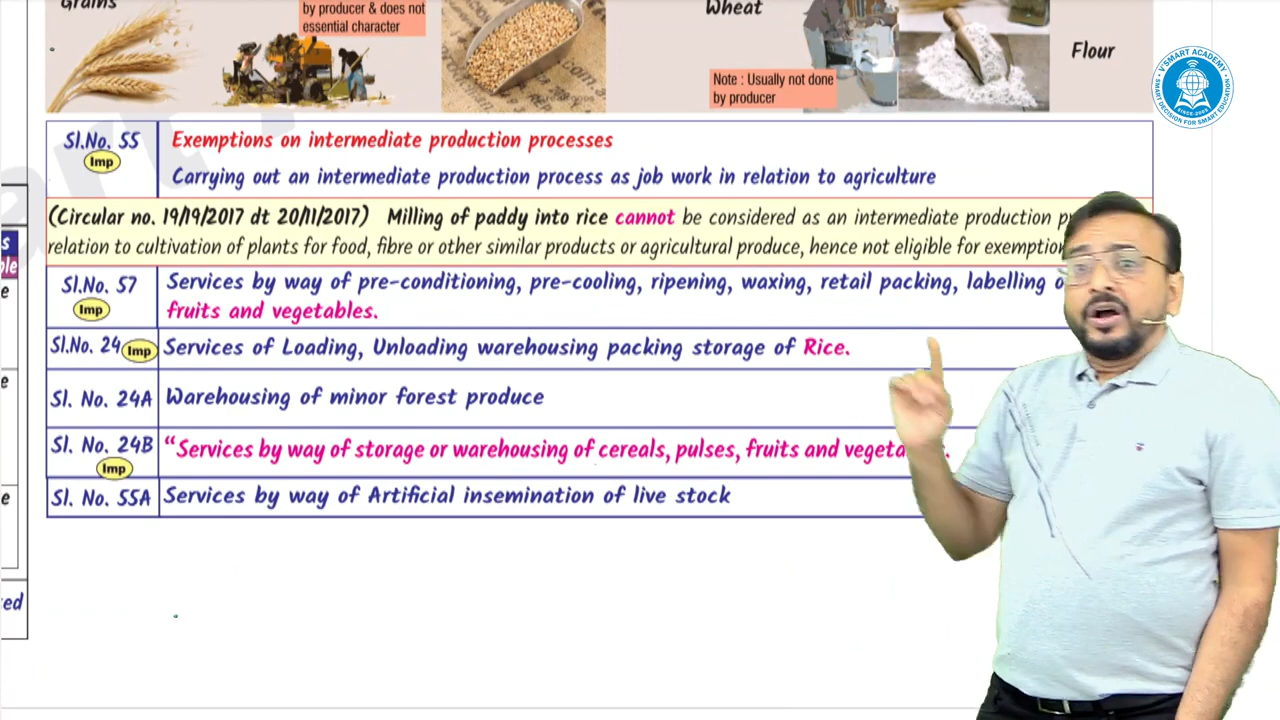 Grains
by producer & does not
essential character
Wheat
Note : Usually not done
by producer
Flour
V'SMART ACADEMY
SMART DECISION FOR SMART EDUCATION
Sl.No. 55
Imp
Exemptions on intermediate production processes
Carrying out an intermediate production process as job work in relation to agriculture
(Circular no. 19/19/2017 dt 20/11/2017) Milling of paddy into rice cannot be considered as an intermediate production
relation to cultivation of plants for food, fibre or other similar products or agricultural produce, hence not eligible for
Sl.No. 57
Imp
Services by way of pre-conditioning, pre-cooling, ripening, waxing, retail packing, labelling
fruits and vegetables.
Sl.No. 24 Imp
Services of Loading, Unloading warehousing packing storage of Rice.
Sl. No. 24A
Warehousing of minor forest produce
Sl. No. 24B
Imp
"Services by way of storage or warehousing of cereals, pulses, fruits and
Sl. No. 55A
Services by way of Artificial insemination of live stock